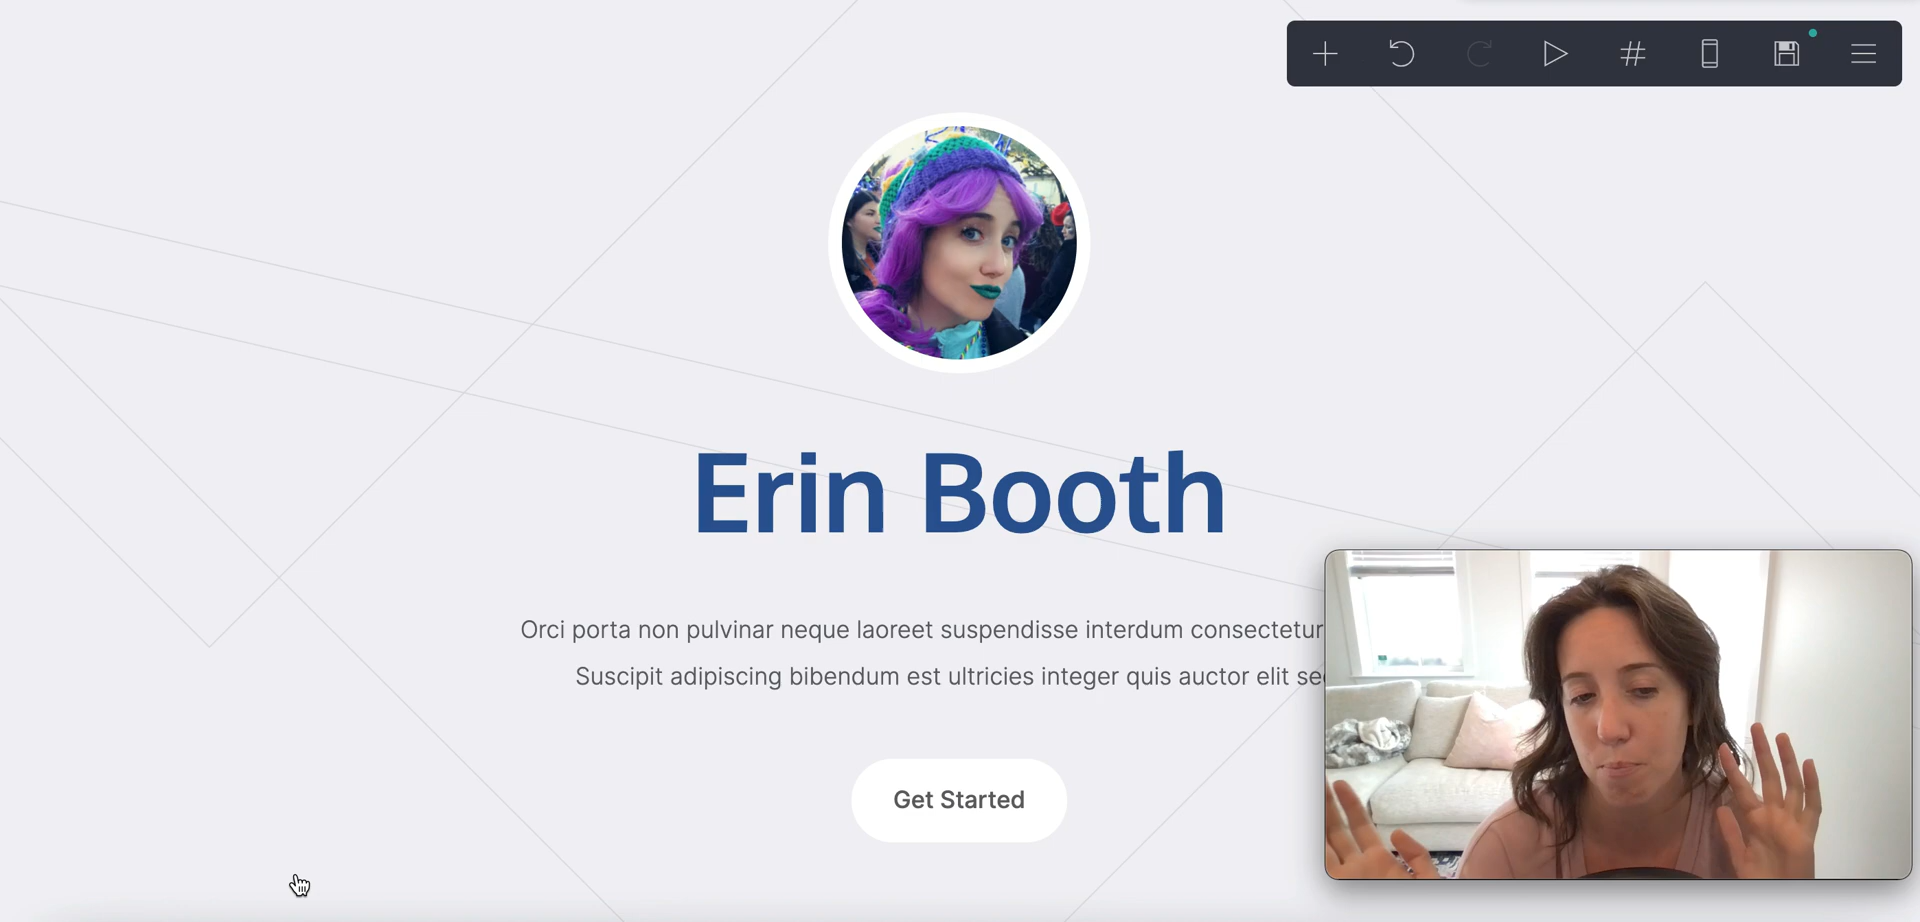 Erin Booth
Orci porta non pulvinar neque laoreet suspendisse interdum consectetur
Suscipit adipiscing bibendum est ultricies integer quis auctor elit
Get Started